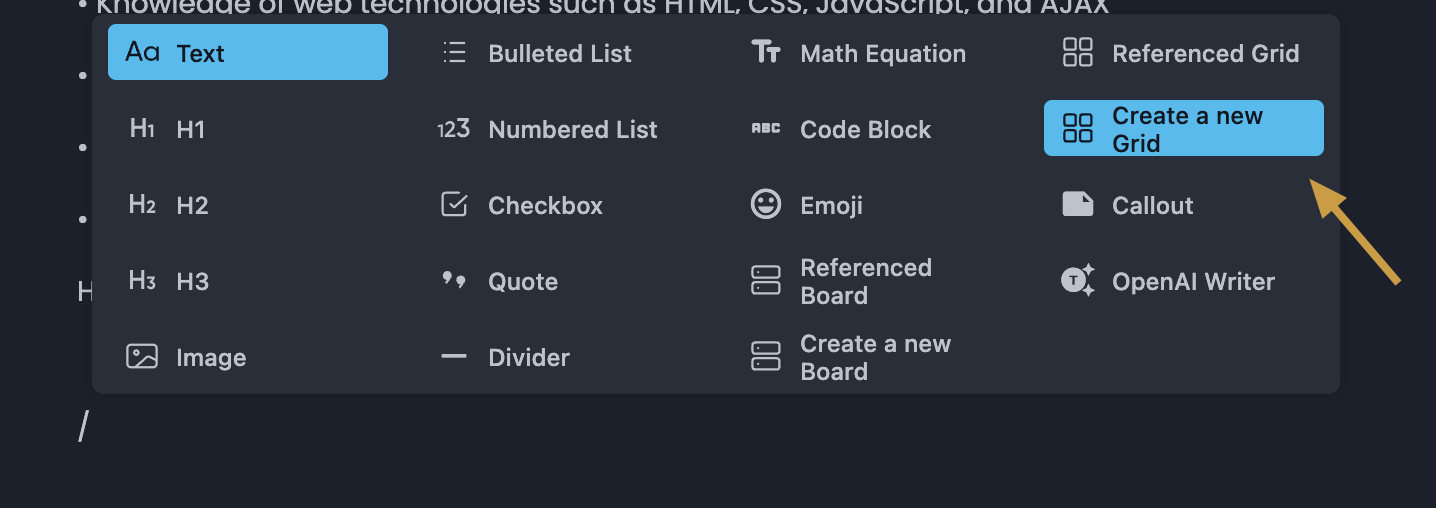 • Knowledge of web technologies such as HTML, CSS, JavaScript, and AJAX
Aa Text
Bulleted List
Tт Math Equation
Referenced Grid
H1 H1
123 Numbered List
ABC Code Block
Create a new
Grid
H2 H2
Checkbox
Emoji
Callout
H3 H3
Quote
Referenced
Board
T OpenAI Writer
Image
Divider
Create a new
Board
H
/